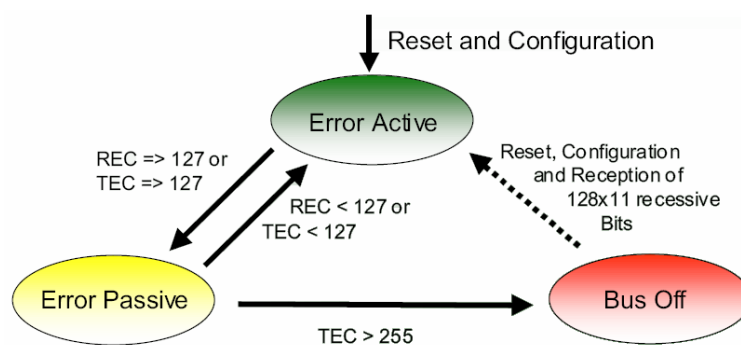 Reset and Configuration
Error Active
REC => 127 or
TEC => 127
REC < 127 or
TEC < 127
Reset, Configuration
and Reception of
128x11 recessive
Bits
Error Passive
Bus Off
TEC > 255